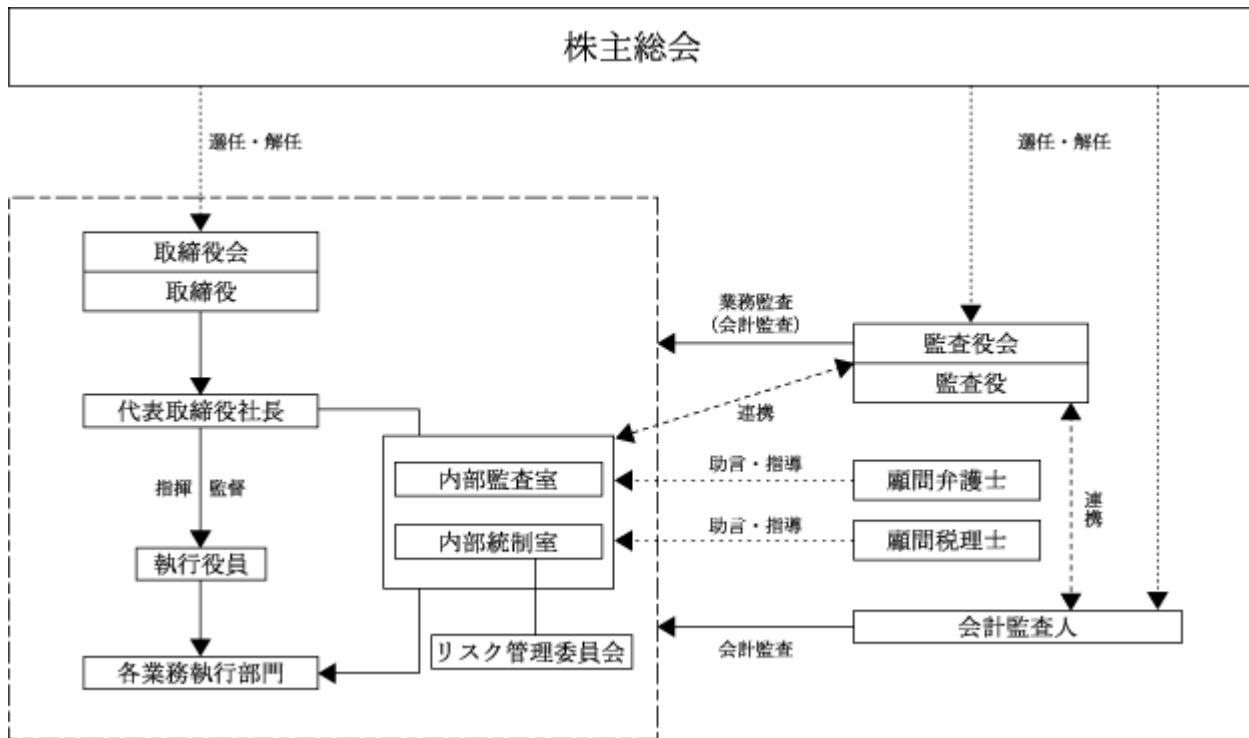 株主総会
選任・解任
選任・解任
取締役会
取締役
業務監査
(会計監査)
監査役会
監査役
代表取締役社長
連携
内部監査室
助言・指導
顧問弁護士
指揮 監督
連携
内部統制室
助言・指導
顧問税理士
執行役員
会計監査人
リスク管理委員会
会計監査
各業務執行部門